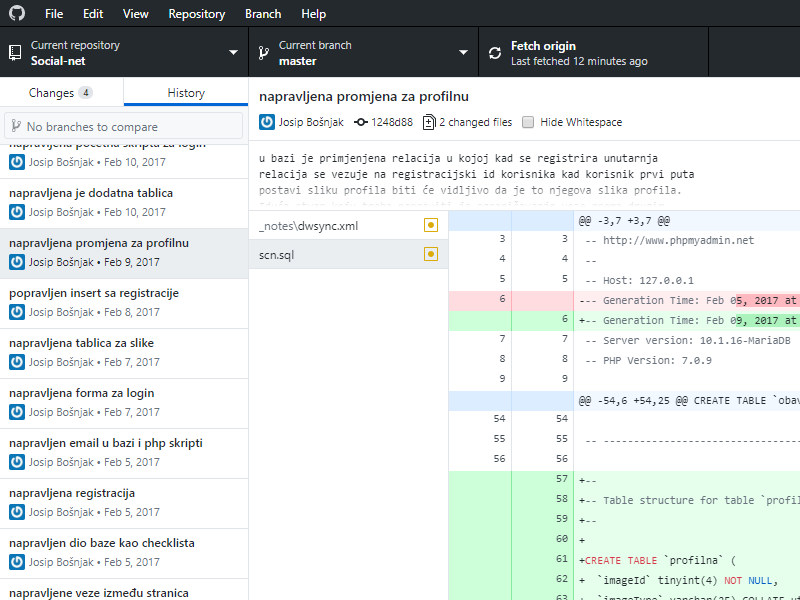 File Edit View Repository Branch Help
Current repository
Social-net
Current branch
master
Fetch origin
Last fetched 12 minutes ago
Changes 4 History
No branches to compare
napravljena početna skripta za login
Josip Bošnjak • Feb 10, 2017
napravljena je dodatna tablica
Josip Bošnjak • Feb 10, 2017
napravljena promjena za profilnu
Josip Bošnjak • Feb 9, 2017
popravljen insert sa registracije
Josip Bošnjak • Feb 8, 2017
napravljena tablica za slike
Josip Bošnjak • Feb 7, 2017
napravljena forma za login
Josip Bošnjak • Feb 7, 2017
napravljen email u bazi i php skripti
Josip Bošnjak • Feb 5, 2017
napravljena registracija
Josip Bošnjak • Feb 5, 2017
napravljen dio baze kao checklista
Josip Bošnjak • Feb 5, 2017
napravljene veze između stranica
napravljena promjena za profilnu
Josip Bošnjak 1248d88 2 changed files Hide Whitespace
u bazi je primjenjena relacija u kojoj kad se registrira unutarnja
relacija se vezuje na registracijski id korisnika kad korisnik prvi puta
postavi sliku profila biti će vidljivo da je to njegova slika profila.
_notes\dwsync.xml
scn.sql
@@ -3,7 +3,7 @@
3 3 -- http://www.phpmyadmin.net
4 4 --
5 5 -- Host: 127.0.0.1
6 --- Generation Time: Feb 05, 2017 at
6 +-- Generation Time: Feb 09, 2017 at
7 7 -- Server version: 10.1.16-MariaDB
8 8 -- PHP Version: 7.0.9
9 9
@@ -54,6 +54,25 @@ CREATE TABLE `obav
54 54
55 55 -- --------------------------------
56 56
57 +--
58 +-- Table structure for table `profil
59 +--
60 +
61 +CREATE TABLE `profilna` (
62 + `imageId` tinyint(4) NOT NULL,
63 + `imageType` varchar(25) COLLATE ut